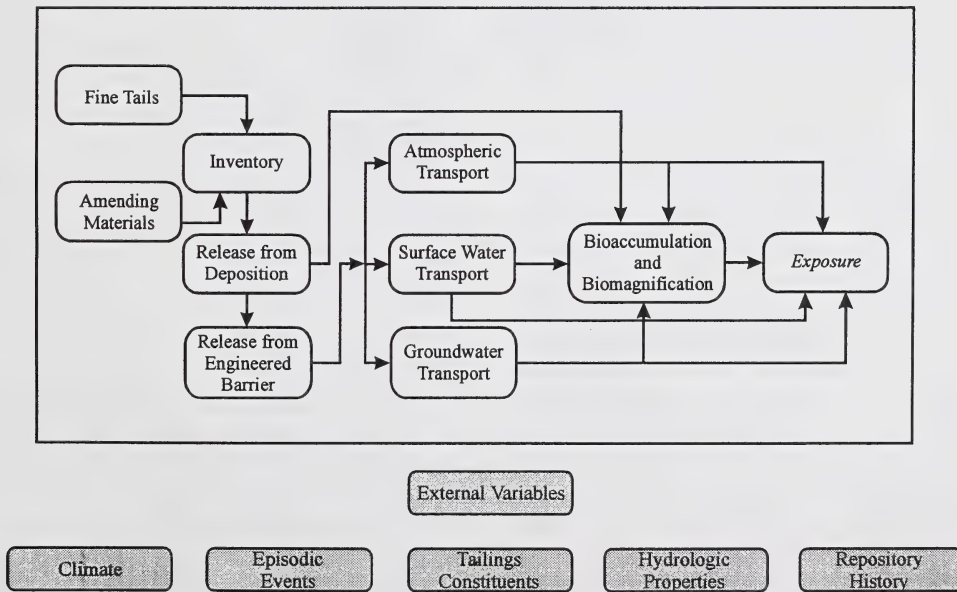 Fine Tails
Inventory
Amending
Materials
Release from
Deposition
Release from
Engineered
Barrier
Atmospheric
Transport
Surface Water
Transport
Groundwater
Transport
Bioaccumulation
and
Biomagnification
Exposure
External Variables
Climate
Episodic
Events
Tailings
Constituents
Hydrologic
Properties
Repository
History